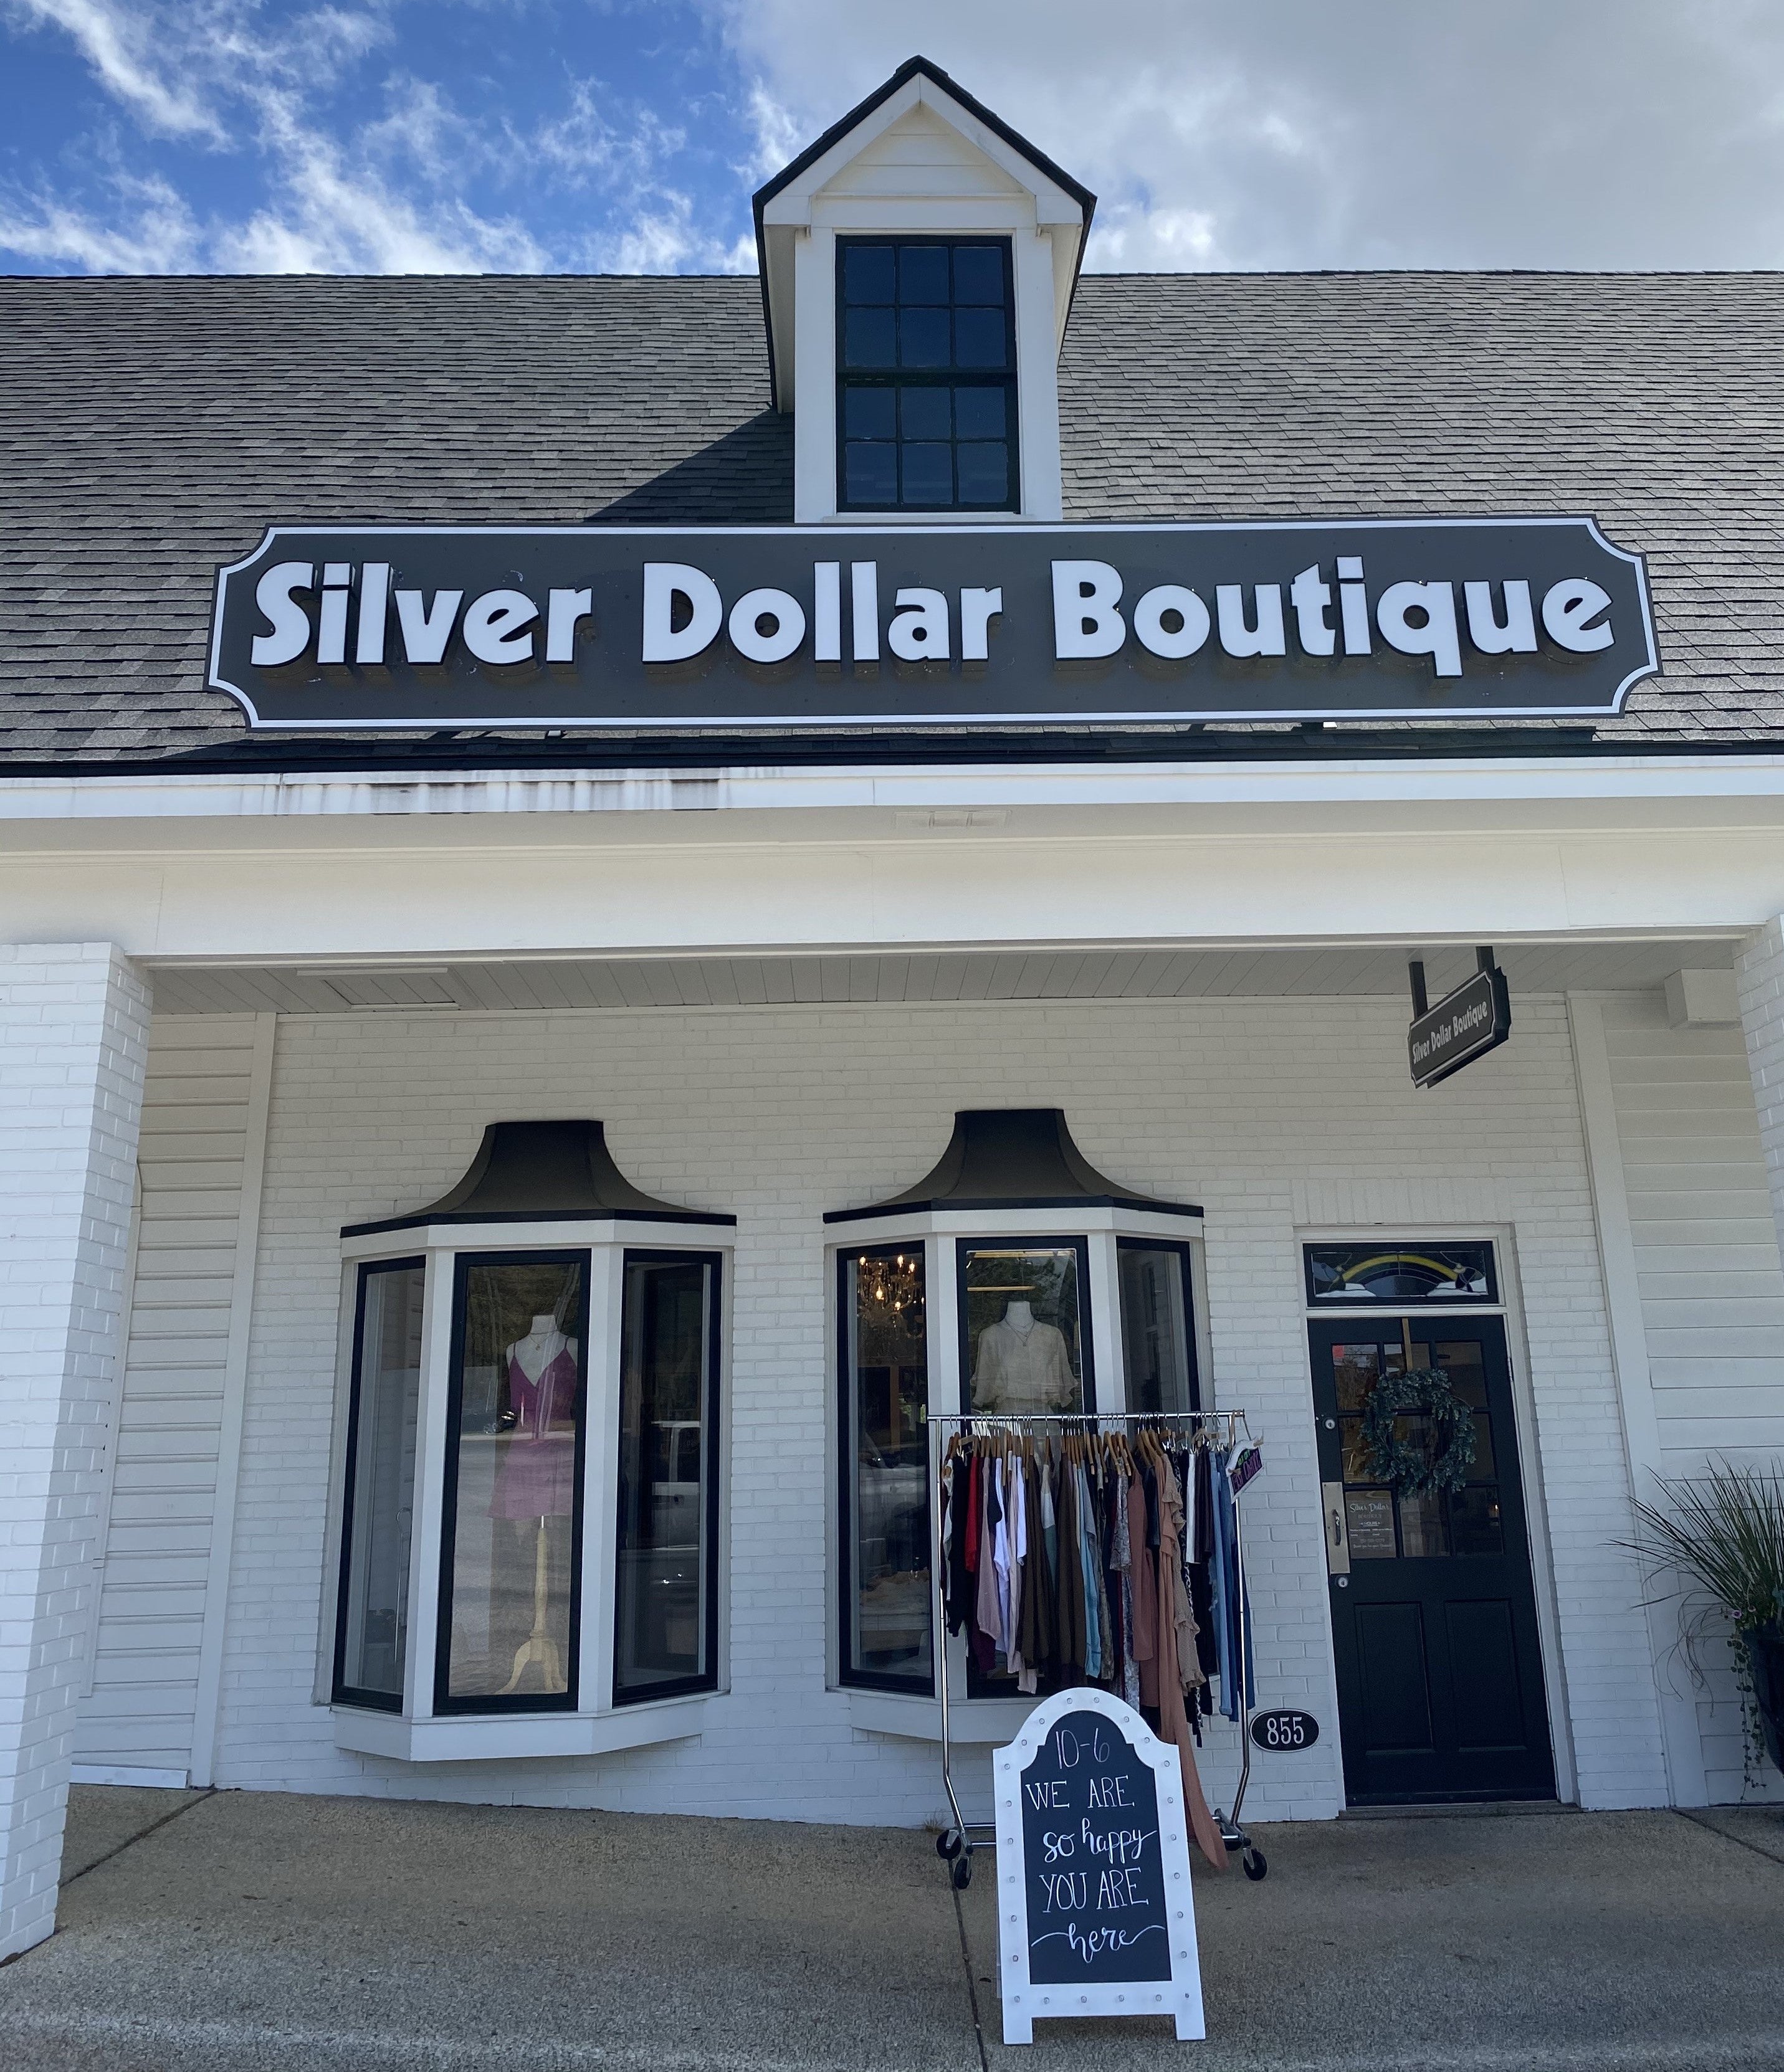 Silver Dollar Boutique
Silver Dollar Boutique
855
10-6
WE ARE
so happy
YOU ARE
here